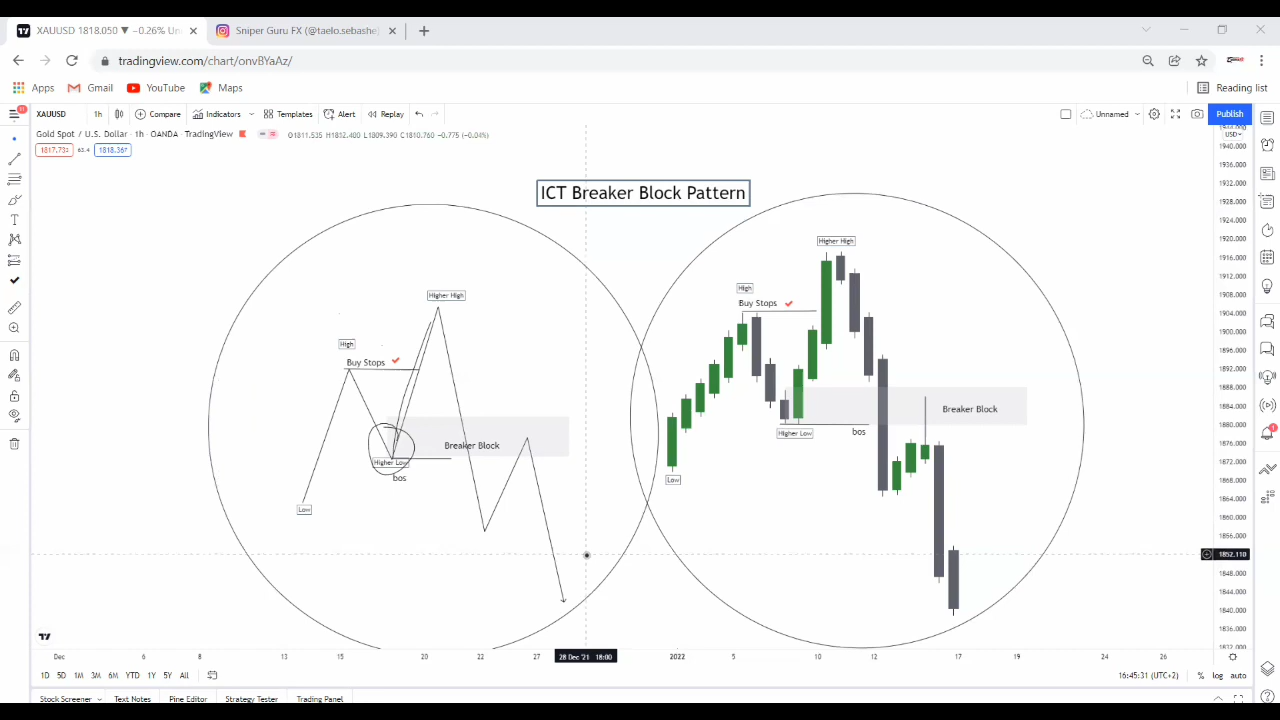 XAUUSD 1818.050 ▼ −0.26% Un
Sniper Guru FX (@taelo.sebashe
tradingview.com/chart/onvBYaAz/
Apps Gmail YouTube Maps Reading list
XAUUSD 1h Compare Indicators Templates Alert Replay Unnamed Publish
Gold Spot / U.S. Dollar · 1h · OANDA · TradingView O1811.535 H1812.400 L1809.390 C1810.760 −0.775 (−0.04%)
USD
1817.732 63.4 1818.367
1940.000
1936.000
1932.000
1928.000
1924.000
1920.000
1916.000
1912.000
1908.000
1904.000
1900.000
1896.000
1892.000
1888.000
1884.000
1880.000
1876.000
1872.000
1868.000
1864.000
1860.000
1856.000
1852.110
1848.000
1844.000
1840.000
1836.000
1832.000
ICT Breaker Block Pattern
Higher High
High
Buy Stops
Breaker Block
Higher Low
bos
Low
Higher High
High
Buy Stops
Breaker Block
Higher Low
bos
Low
Dec 6 8 13 15 20 22 27 28 Dec '21 18:00 2022 5 10 12 17 19 24 26
1D 5D 1M 3M 6M YTD 1Y 5Y All 16:45:31 (UTC+2) % log auto
Stock Screener Text Notes Pine Editor Strategy Tester Trading Panel